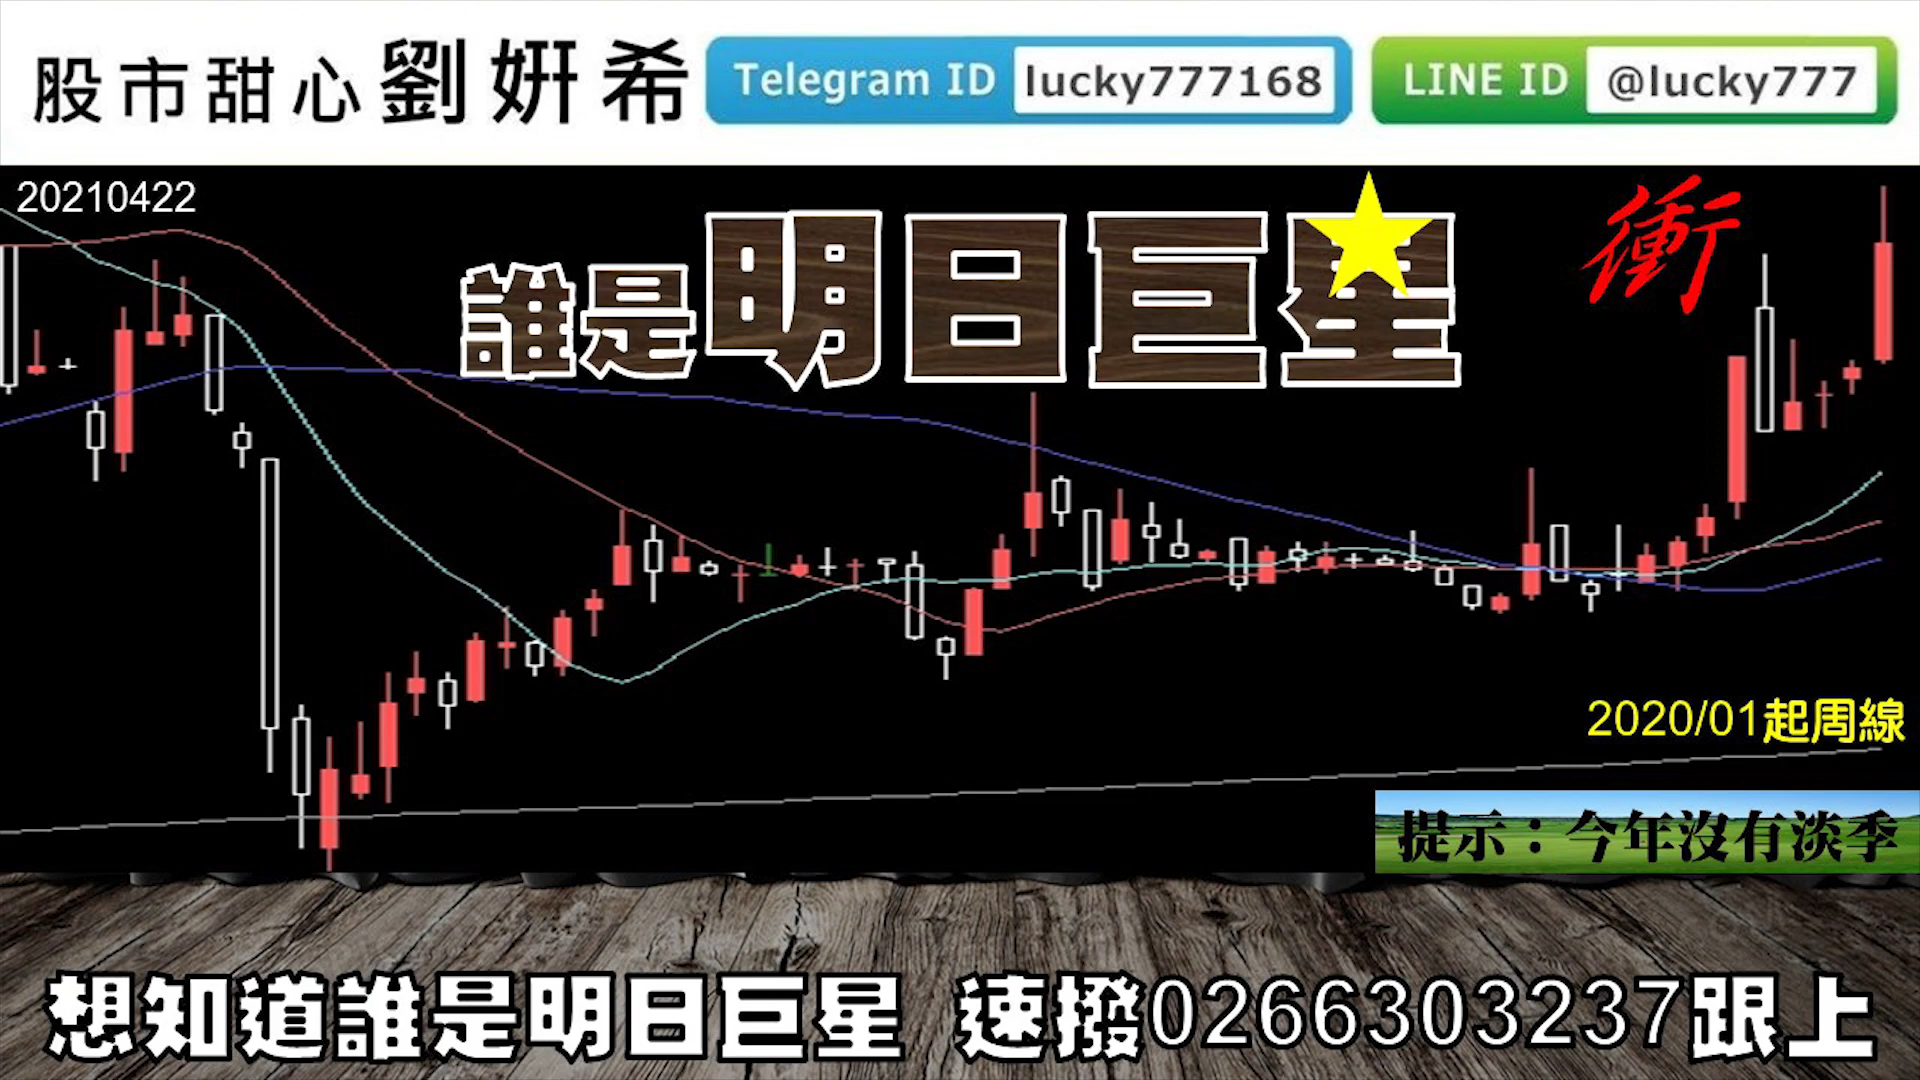 股市甜心劉妍希 Telegram ID lucky777168 LINE ID @lucky777
20210422
誰是明日巨星
衝
2020/01起周線
提示：今年沒有淡季
想知道誰是明日巨星 速撥0266303237跟上